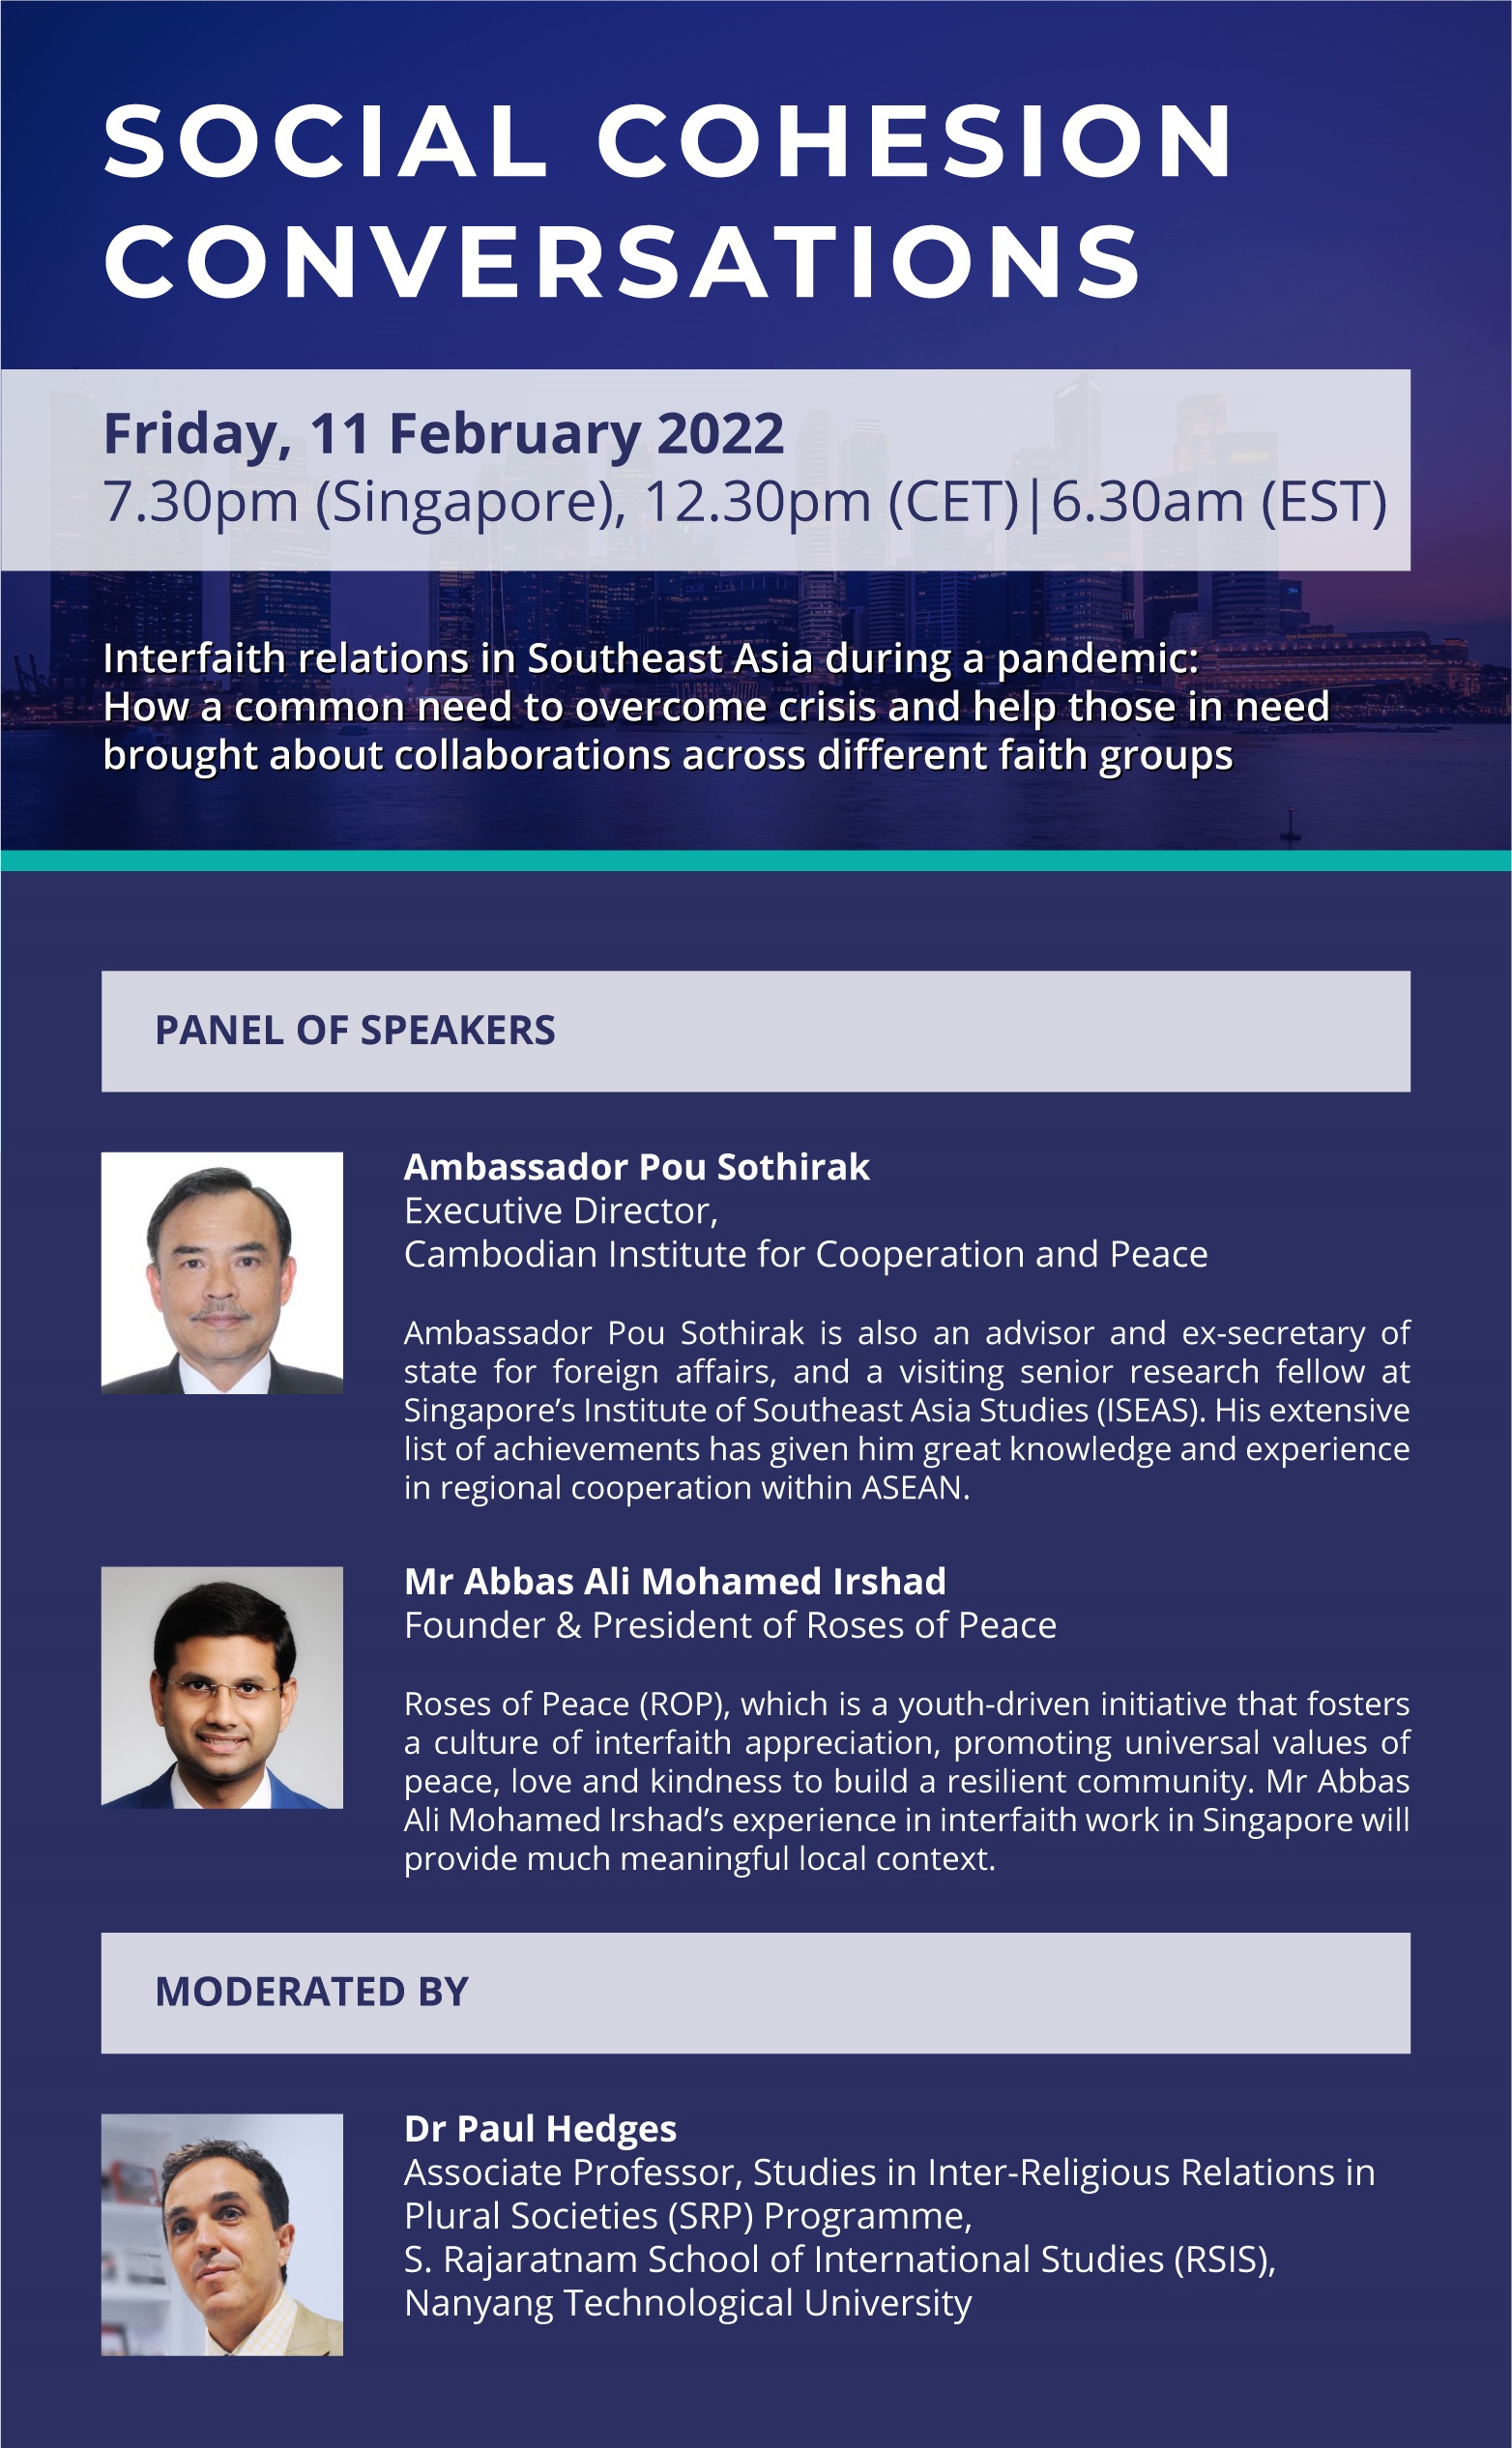 SOCIAL COHESION
CONVERSATIONS
Friday, 11 February 2022
7.30pm (Singapore), 12.30pm (CET)|6.30am (EST)
Interfaith relations in Southeast Asia during a pandemic:
How a common need to overcome crisis and help those in need
brought about collaborations across different faith groups
PANEL OF SPEAKERS
Ambassador Pou Sothirak
Executive Director,
Cambodian Institute for Cooperation and Peace
Ambassador Pou Sothirak is also an advisor and ex-secretary of
state for foreign affairs, and a visiting senior research fellow at
Singapore’s Institute of Southeast Asia Studies (ISEAS). His extensive
list of achievements has given him great knowledge and experience
in regional cooperation within ASEAN.
Mr Abbas Ali Mohamed Irshad
Founder & President of Roses of Peace
Roses of Peace (ROP), which is a youth-driven initiative that fosters
a culture of interfaith appreciation, promoting universal values of
peace, love and kindness to build a resilient community. Mr Abbas
Ali Mohamed Irshad’s experience in interfaith work in Singapore will
provide much meaningful local context.
MODERATED BY
Dr Paul Hedges
Associate Professor, Studies in Inter-Religious Relations in
Plural Societies (SRP) Programme,
S. Rajaratnam School of International Studies (RSIS),
Nanyang Technological University